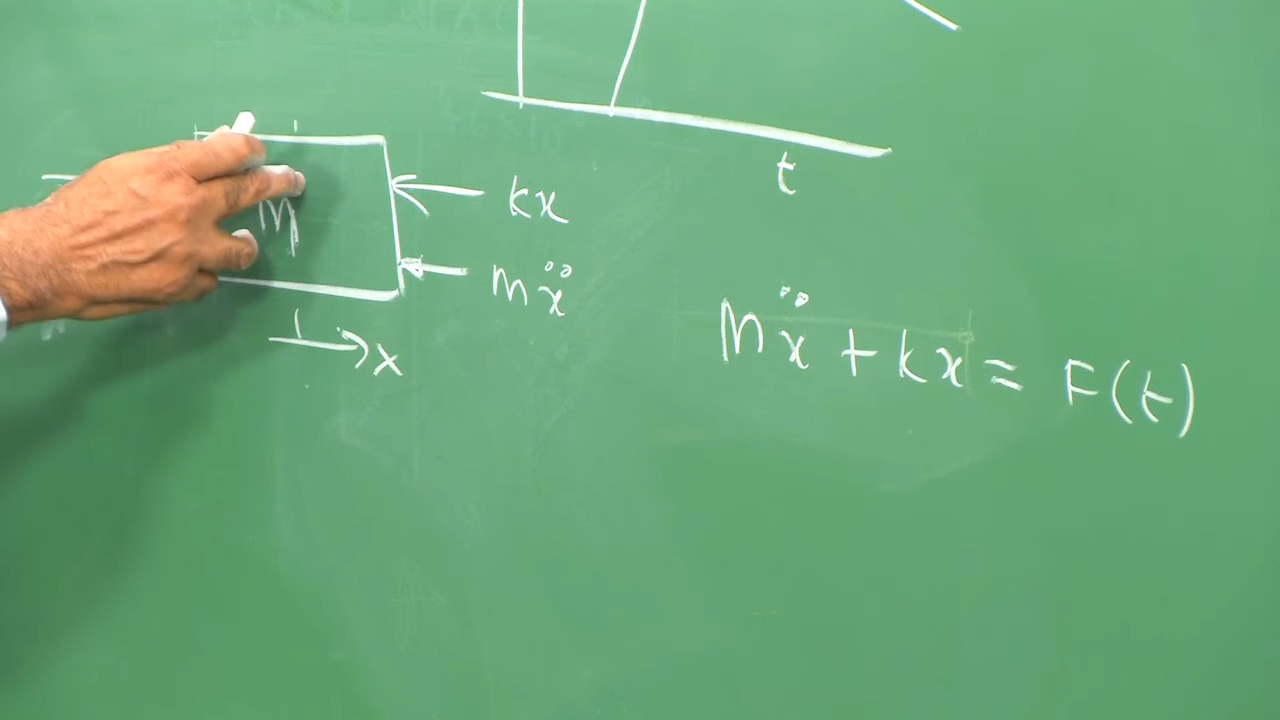 t
M
kx
mẍ
x
mẍ + kx = F(t)